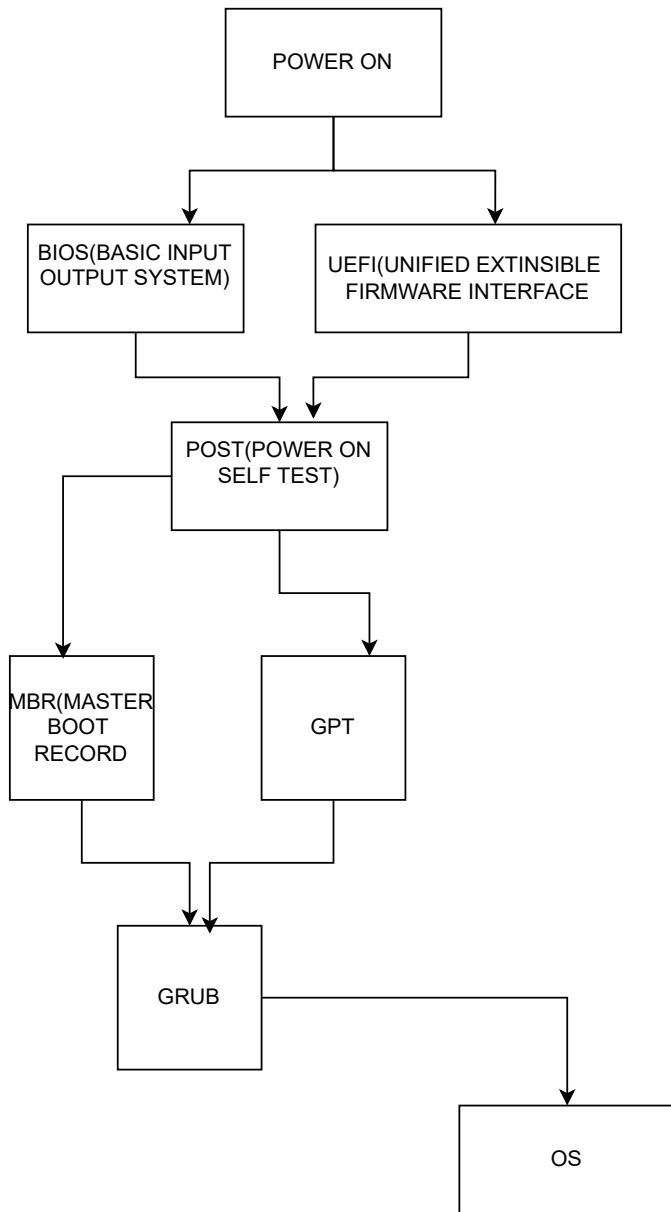 POWER ON
BIOS(BASIC INPUT
OUTPUT SYSTEM)
UEFI(UNIFIED EXTINSIBLE
FIRMWARE INTERFACE
POST(POWER ON
SELF TEST)
MBR(MASTER
BOOT
RECORD
GPT
GRUB
OS